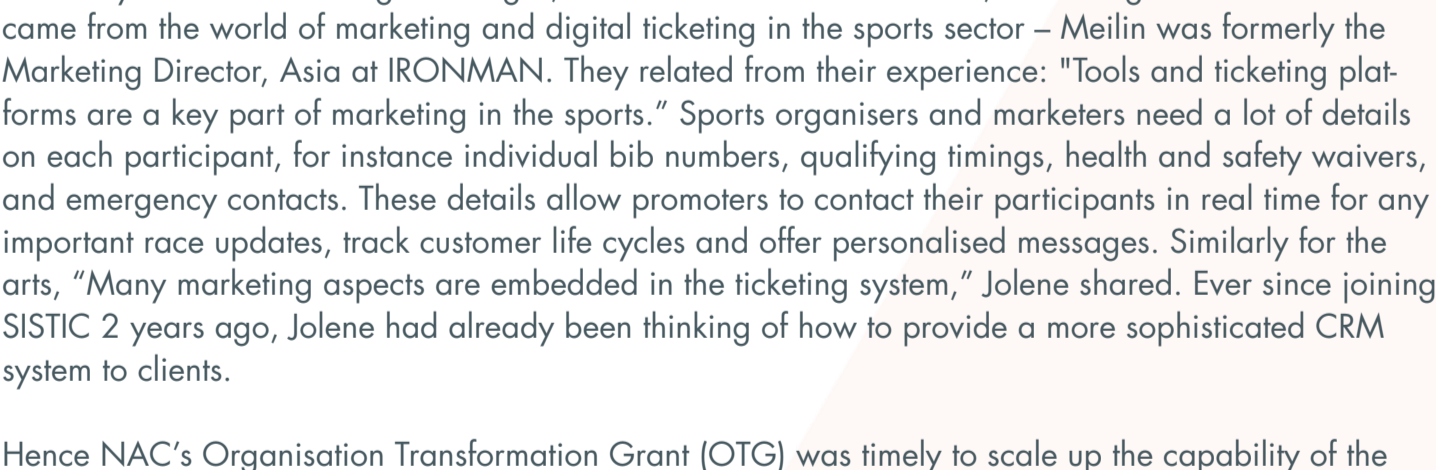 came from the world of marketing and digital ticketing in the sports sector – Meilin was formerly the
Marketing Director, Asia at IRONMAN. They related from their experience: "Tools and ticketing plat-
forms are a key part of marketing in the sports.” Sports organisers and marketers need a lot of details
on each participant, for instance individual bib numbers, qualifying timings, health and safety waivers,
and emergency contacts. These details allow promoters to contact their participants in real time for any
important race updates, track customer life cycles and offer personalised messages. Similarly for the
arts, “Many marketing aspects are embedded in the ticketing system,” Jolene shared. Ever since joining
SISTIC 2 years ago, Jolene had already been thinking of how to provide a more sophisticated CRM
system to clients.
Hence NAC’s Organisation Transformation Grant (OTG) was timely to scale up the capability of the